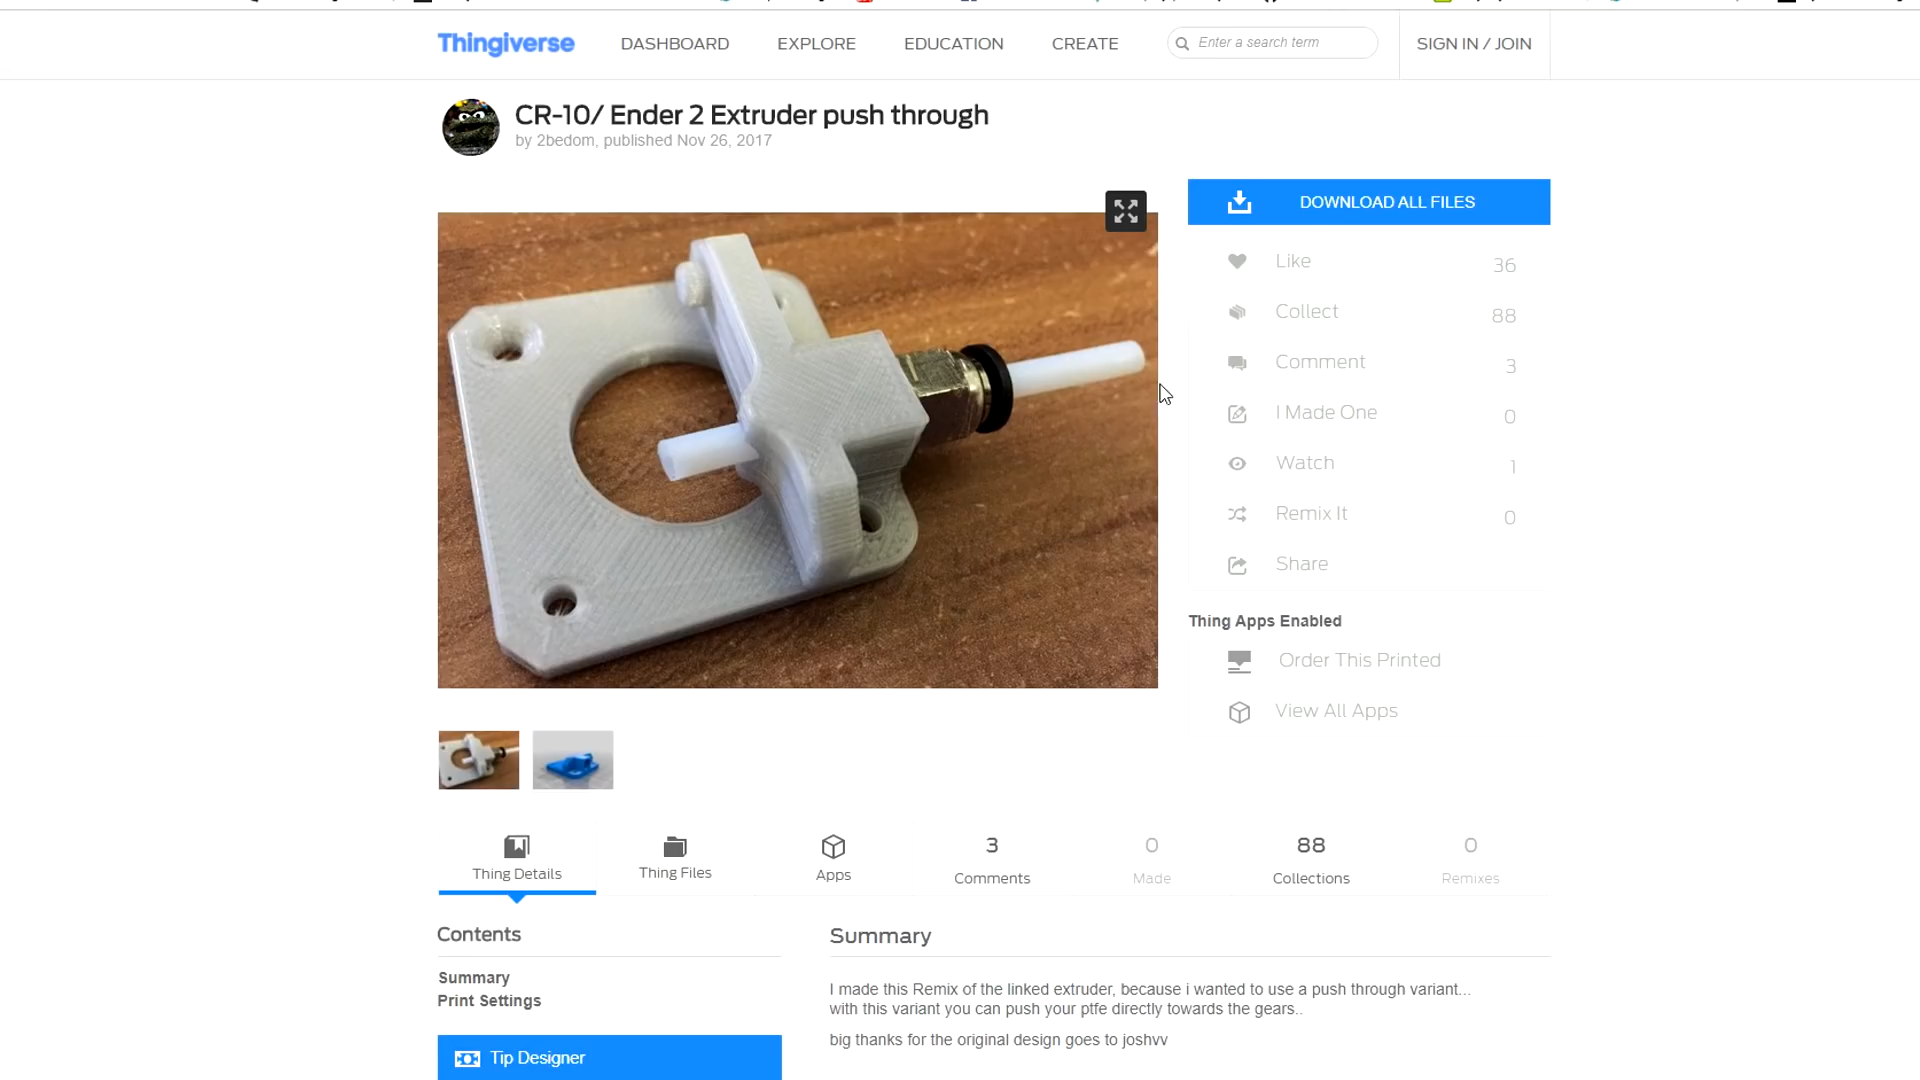 Thingiverse DASHBOARD EXPLORE EDUCATION CREATE Enter a search term SIGN IN / JOIN
CR-10/ Ender 2 Extruder push through
by 2bedom, published Nov 26, 2017
DOWNLOAD ALL FILES
Like 36
Collect 88
Comment 3
I Made One 0
Watch 1
Remix It 0
Share
Thing Apps Enabled
Order This Printed
View All Apps
3 0 88 0
Thing Details Thing Files Apps Comments Made Collections Remixes
Contents
Summary
Print Settings
Tip Designer
Summary
I made this Remix of the linked extruder, because i wanted to use a push through variant...
with this variant you can push your ptfe directly towards the gears..
big thanks for the original design goes to joshvv